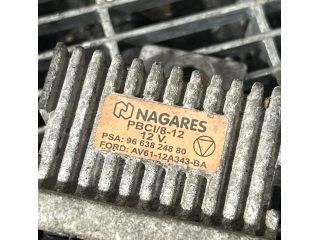 NAGARES
PBCI/8-12
12 V.
PSA: 96 638 248 80
FORD: AV61-12A343-BA